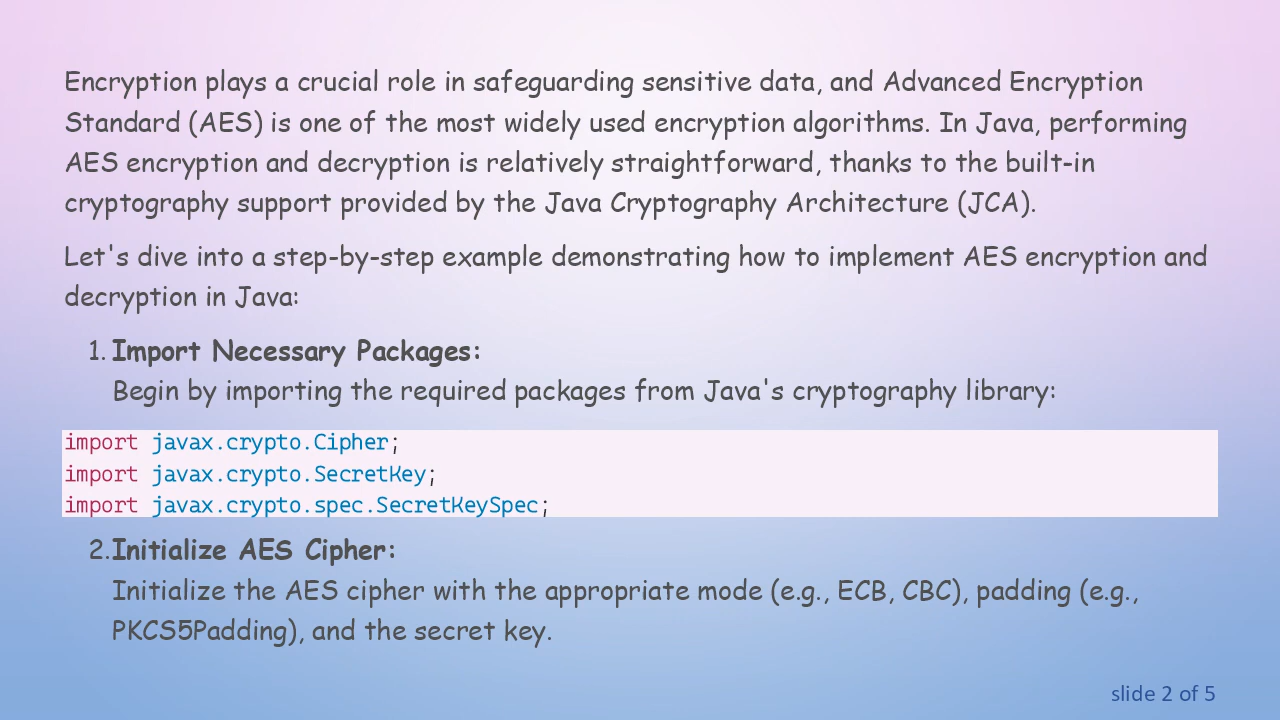 Encryption plays a crucial role in safeguarding sensitive data, and Advanced Encryption
Standard (AES) is one of the most widely used encryption algorithms. In Java, performing
AES encryption and decryption is relatively straightforward, thanks to the built-in
cryptography support provided by the Java Cryptography Architecture (JCA).
Let's dive into a step-by-step example demonstrating how to implement AES encryption and
decryption in Java:
1. Import Necessary Packages:
Begin by importing the required packages from Java's cryptography library:
import javax.crypto.Cipher;
import javax.crypto.SecretKey;
import javax.crypto.spec.SecretKeySpec;
2. Initialize AES Cipher:
Initialize the AES cipher with the appropriate mode (e.g., ECB, CBC), padding (e.g.,
PKCS5Padding), and the secret key.
slide 2 of 5